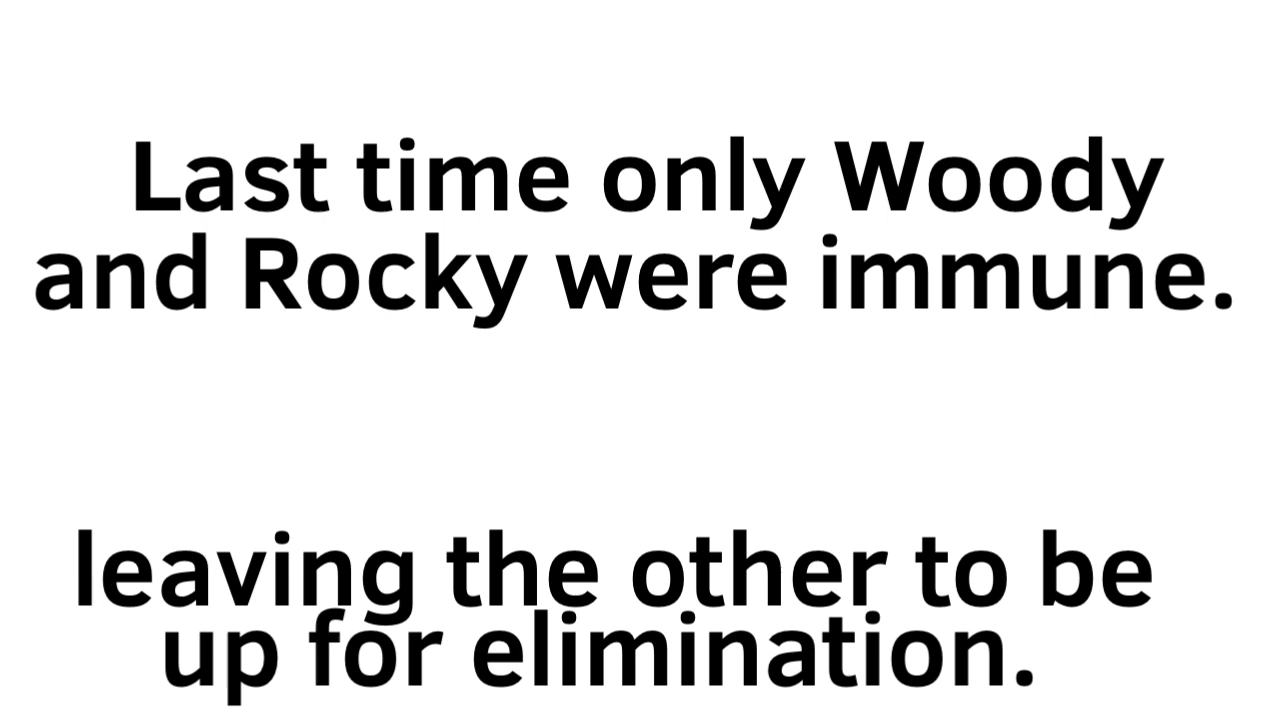 Last time only Woody
and Rocky were immune.
leaving the other to be
up for elimination.